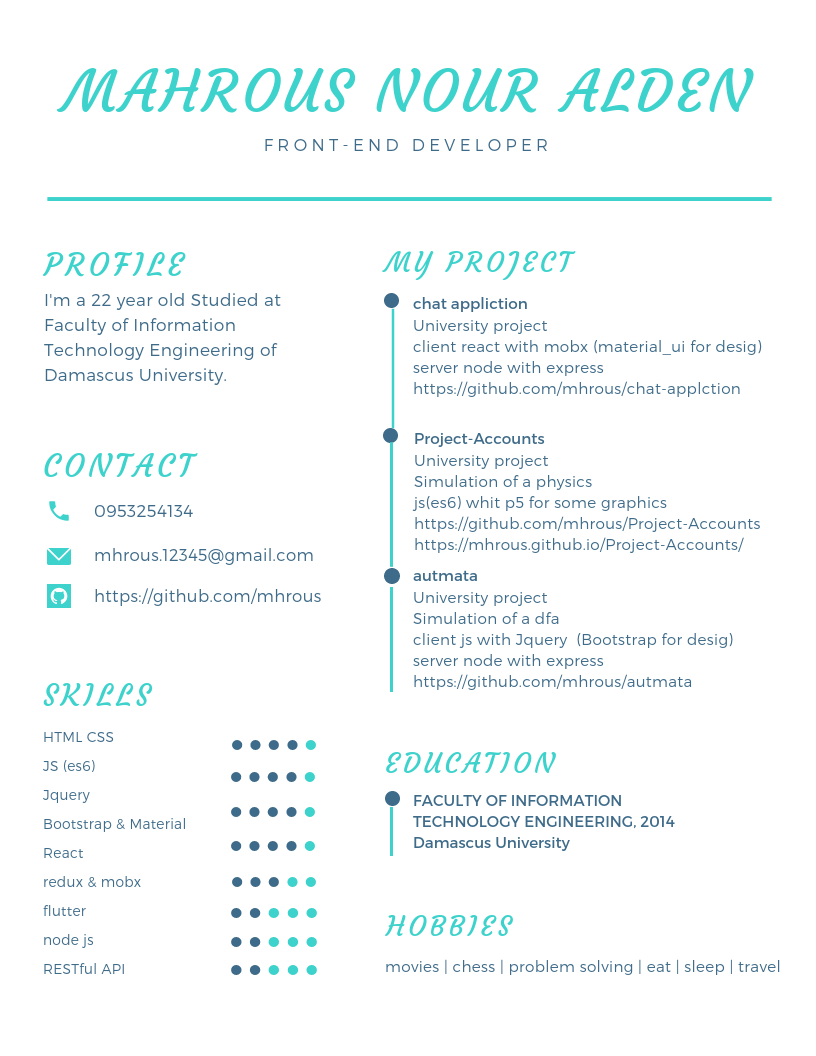 MAHROUS NOUR ALDEN
FRONT-END DEVELOPER
PROFILE
I'm a 22 year old Studied at
Faculty of Information
Technology Engineering of
Damascus University.
CONTACT
0953254134
mhrous.12345@gmail.com
https://github.com/mhrous
SKILLS
HTML CSS
JS (es6)
Jquery
Bootstrap & Material
React
redux & mobx
flutter
node js
RESTful API
MY PROJECT
chat appliction
University project
client react with mobx (material_ui for desig)
server node with express
https://github.com/mhrous/chat-applction
Project-Accounts
University project
Simulation of a physics
js(es6) whit p5 for some graphics
https://github.com/mhrous/Project-Accounts
https://mhrous.github.io/Project-Accounts/
autmata
University project
Simulation of a dfa
client js with Jquery  (Bootstrap for desig)
server node with express
https://github.com/mhrous/autmata
EDUCATION
FACULTY OF INFORMATION
TECHNOLOGY ENGINEERING, 2014
Damascus University
HOBBIES
movies | chess | problem solving | eat | sleep | travel